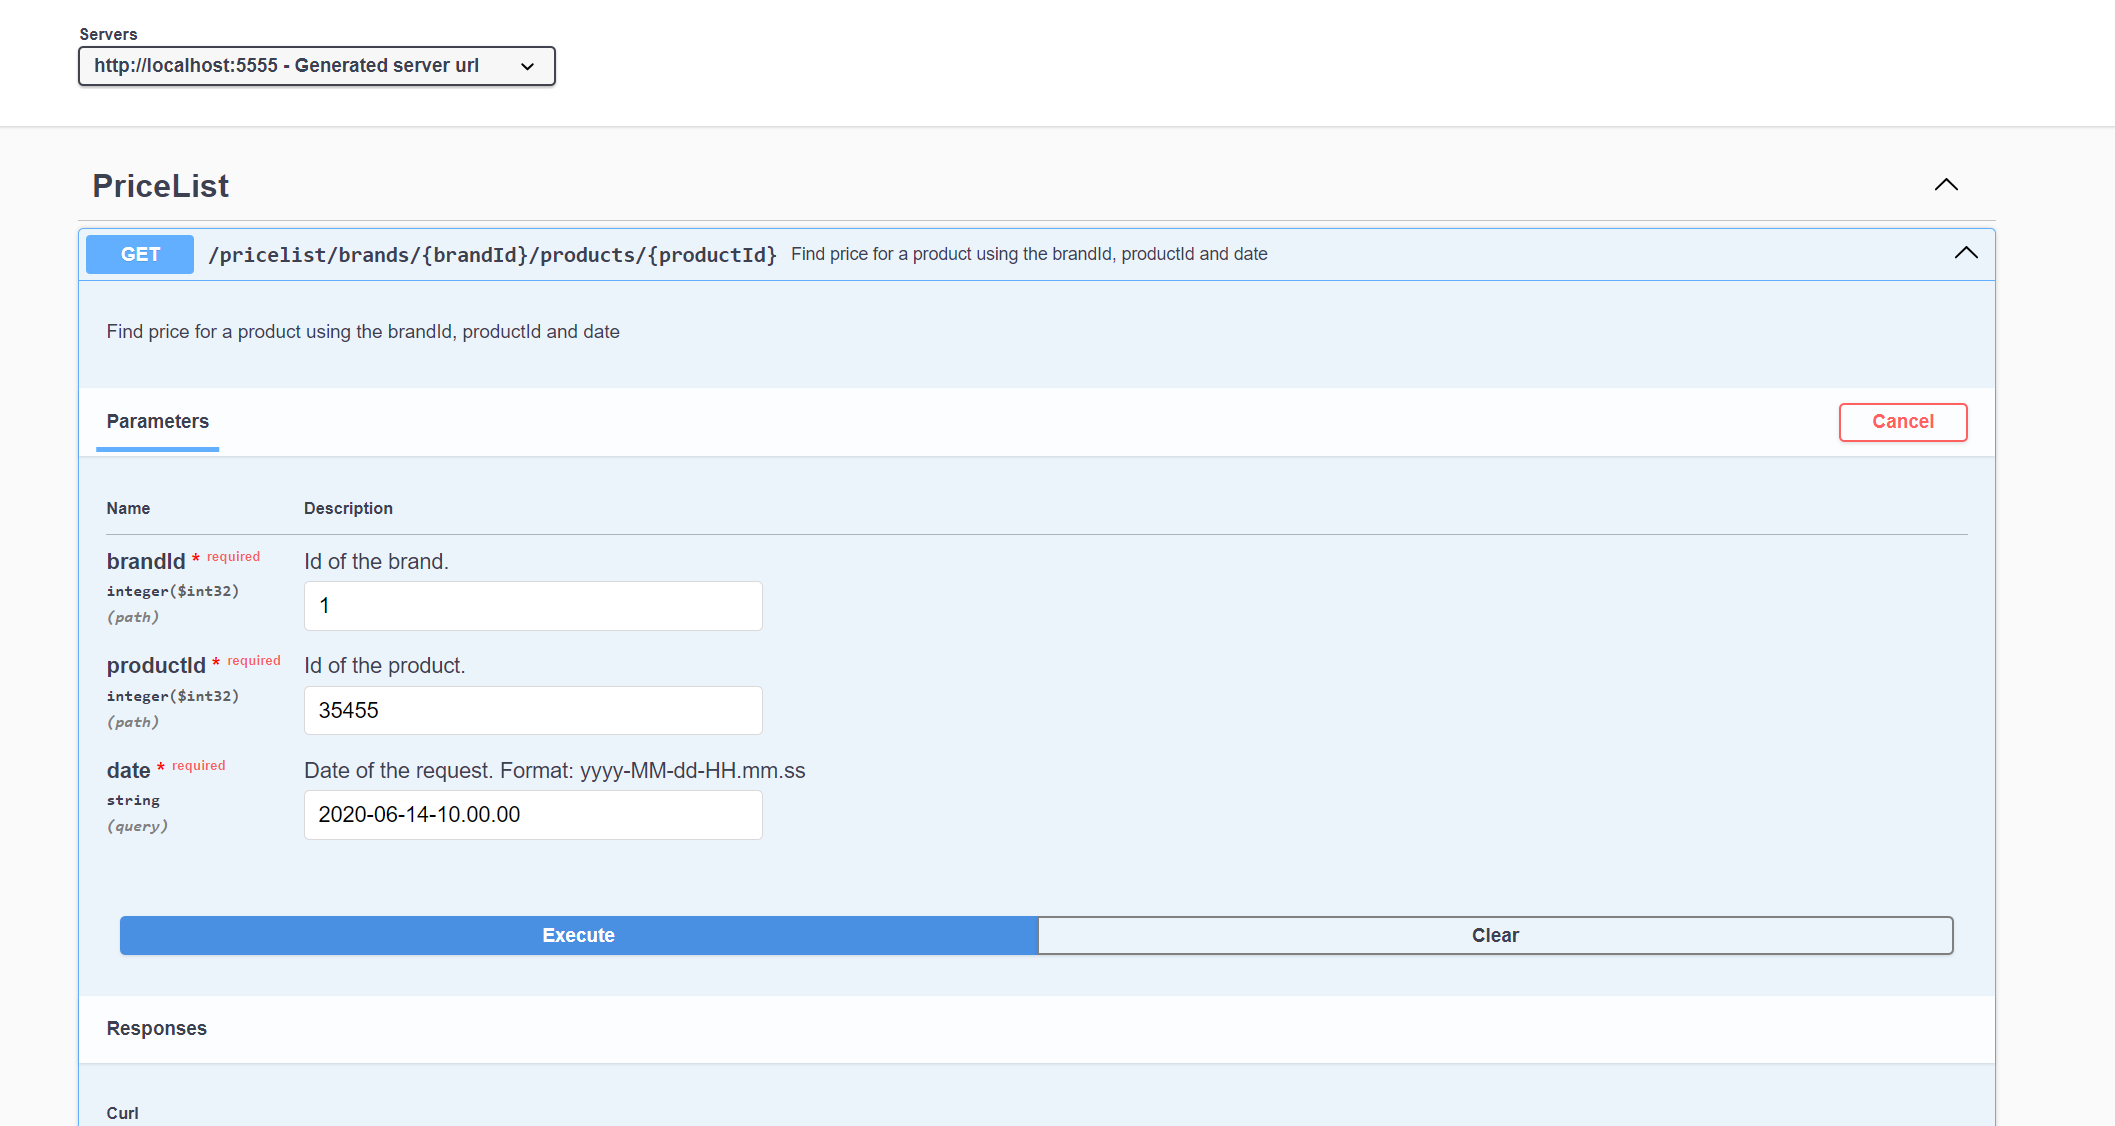 Servers
http://localhost:5555 - Generated server url
PriceList
GET /pricelist/brands/{brandId}/products/{productId} Find price for a product using the brandId, productId and date
Find price for a product using the brandId, productId and date
Parameters
Cancel
Name Description
brandId * required
integer($int32)
(path)
Id of the brand.
1
productId * required
integer($int32)
(path)
Id of the product.
35455
date * required
string
(query)
Date of the request. Format: yyyy-MM-dd-HH.mm.ss
2020-06-14-10.00.00
Execute Clear
Responses
Curl